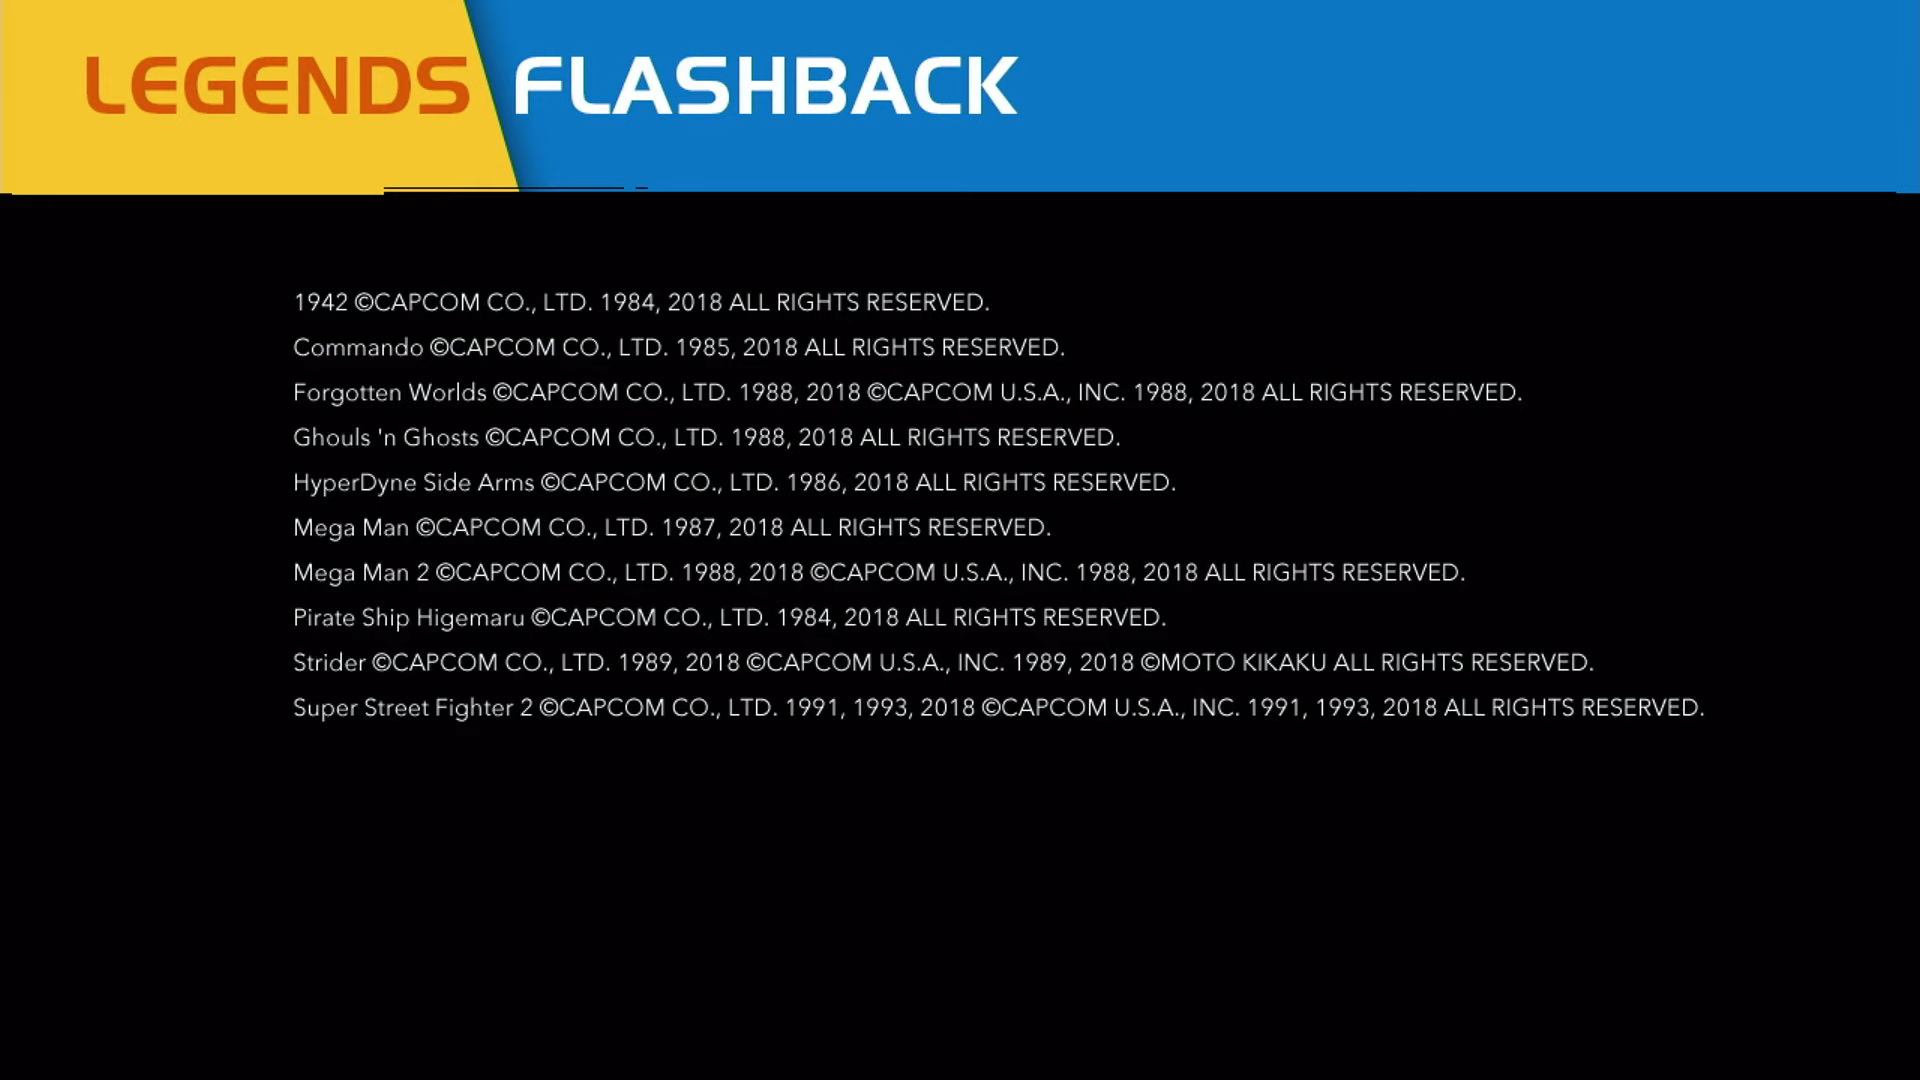 LEGENDS FLASHBACK
1942 ©CAPCOM CO., LTD. 1984, 2018 ALL RIGHTS RESERVED.
Commando ©CAPCOM CO., LTD. 1985, 2018 ALL RIGHTS RESERVED.
Forgotten Worlds ©CAPCOM CO., LTD. 1988, 2018 ©CAPCOM U.S.A., INC. 1988, 2018 ALL RIGHTS RESERVED.
Ghouls 'n Ghosts ©CAPCOM CO., LTD. 1988, 2018 ALL RIGHTS RESERVED.
HyperDyne Side Arms ©CAPCOM CO., LTD. 1986, 2018 ALL RIGHTS RESERVED.
Mega Man ©CAPCOM CO., LTD. 1987, 2018 ALL RIGHTS RESERVED.
Mega Man 2 ©CAPCOM CO., LTD. 1988, 2018 ©CAPCOM U.S.A., INC. 1988, 2018 ALL RIGHTS RESERVED.
Pirate Ship Higemaru ©CAPCOM CO., LTD. 1984, 2018 ALL RIGHTS RESERVED.
Strider ©CAPCOM CO., LTD. 1989, 2018 ©CAPCOM U.S.A., INC. 1989, 2018 ©MOTO KIKAKU ALL RIGHTS RESERVED.
Super Street Fighter 2 ©CAPCOM CO., LTD. 1991, 1993, 2018 ©CAPCOM U.S.A., INC. 1991, 1993, 2018 ALL RIGHTS RESERVED.